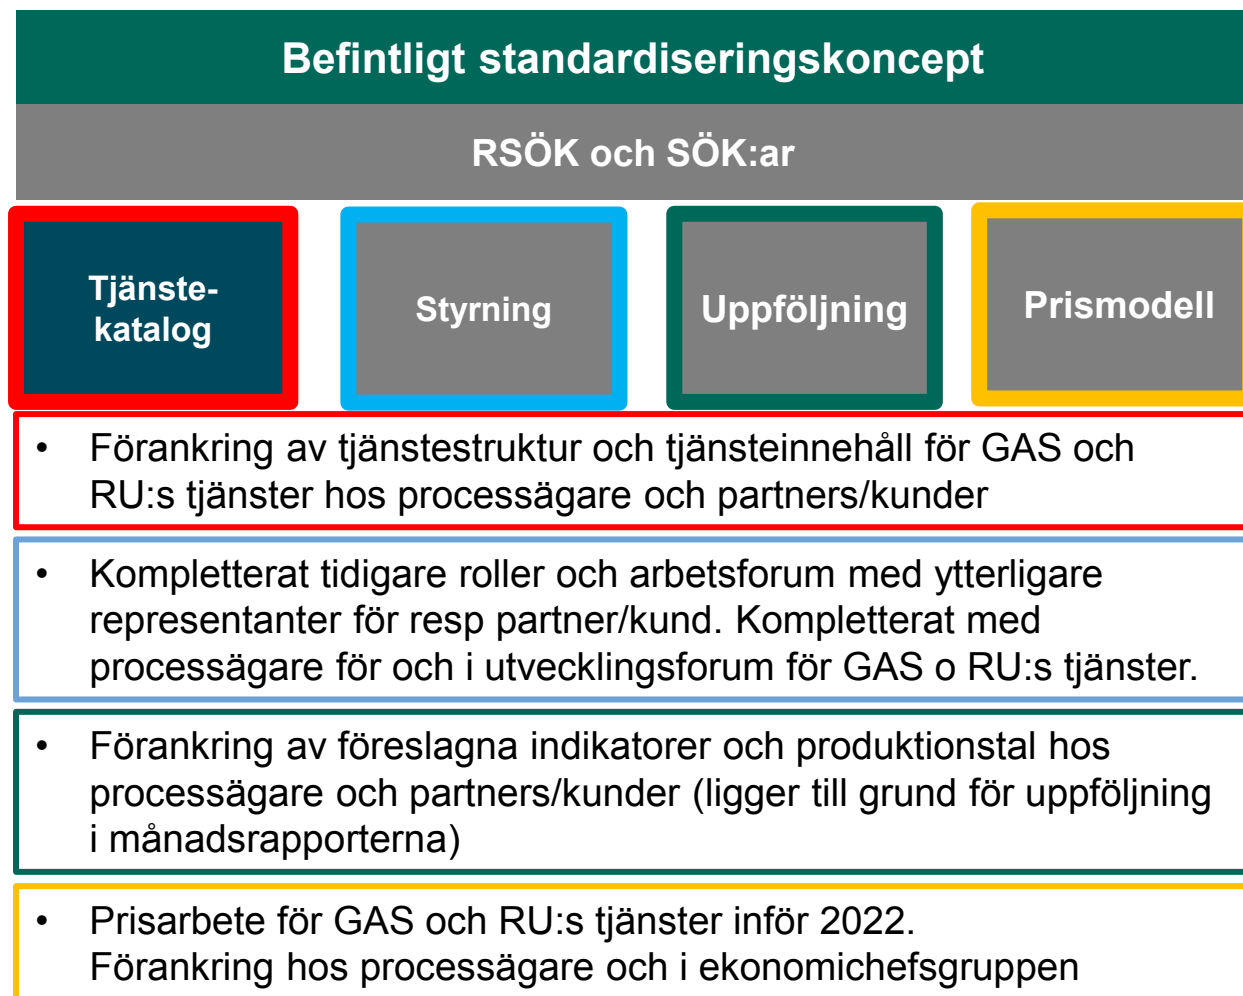 Befintligt standardiseringskoncept
RSÖK och SÖK:ar
Tjänste-
katalog
Styrning
Uppföljning
Prismodell
• Förankring av tjänstestruktur och tjänsteinnehåll för GAS och
RU:s tjänster hos processägare och partners/kunder
• Kompletterat tidigare roller och arbetsforum med ytterligare
representanter för resp partner/kund. Kompletterat med
processägare för och i utvecklingsforum för GAS o RU:s tjänster.
• Förankring av föreslagna indikatorer och produktionstal hos
processägare och partners/kunder (ligger till grund för uppföljning
i månadsrapporterna)
• Prisarbete för GAS och RU:s tjänster inför 2022.
Förankring hos processägare och i ekonomichefsgruppen